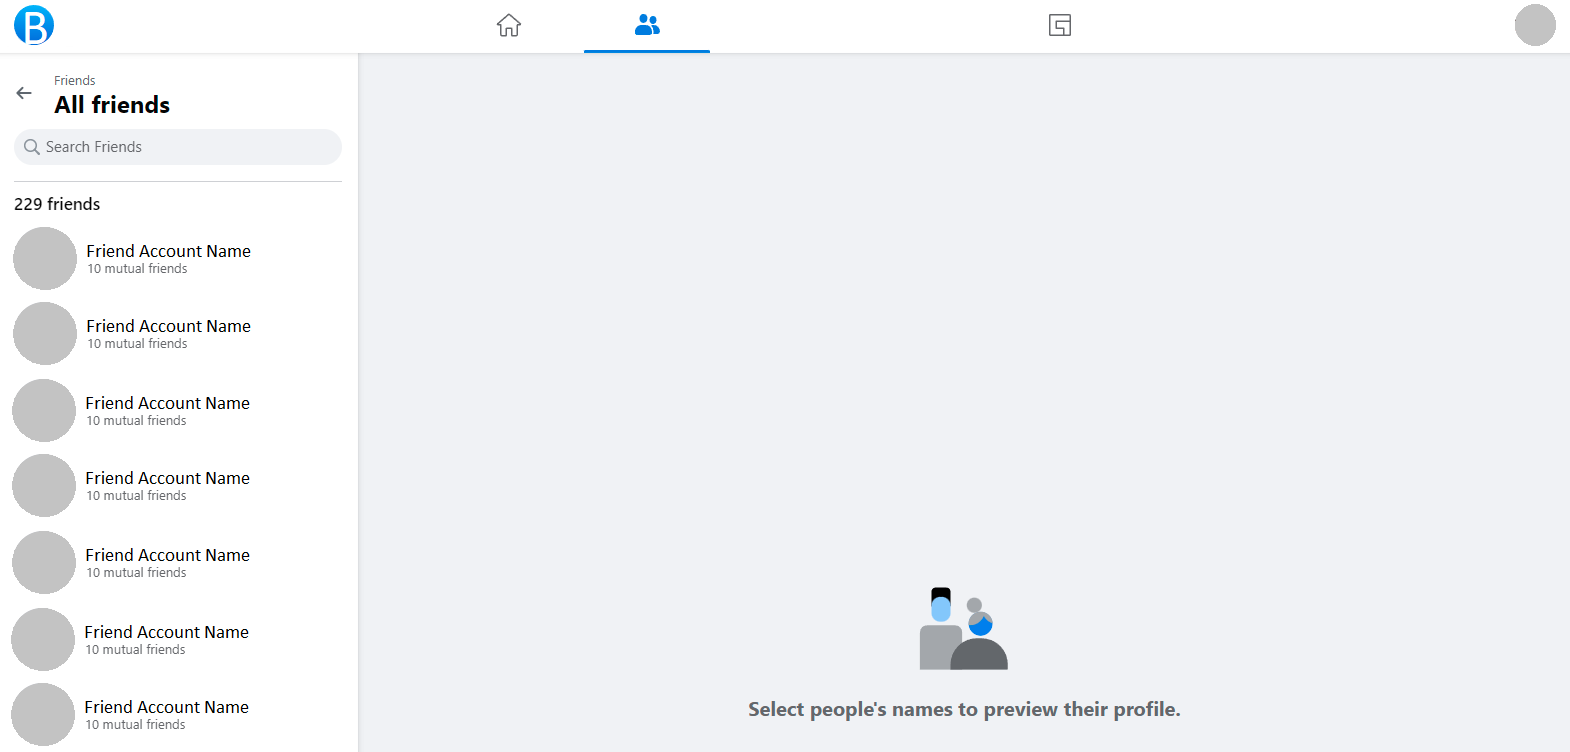 B
Friends
All friends
Search Friends
229 friends
Friend Account Name
10 mutual friends
Friend Account Name
10 mutual friends
Friend Account Name
10 mutual friends
Friend Account Name
10 mutual friends
Friend Account Name
10 mutual friends
Friend Account Name
10 mutual friends
Friend Account Name
10 mutual friends
Select people's names to preview their profile.